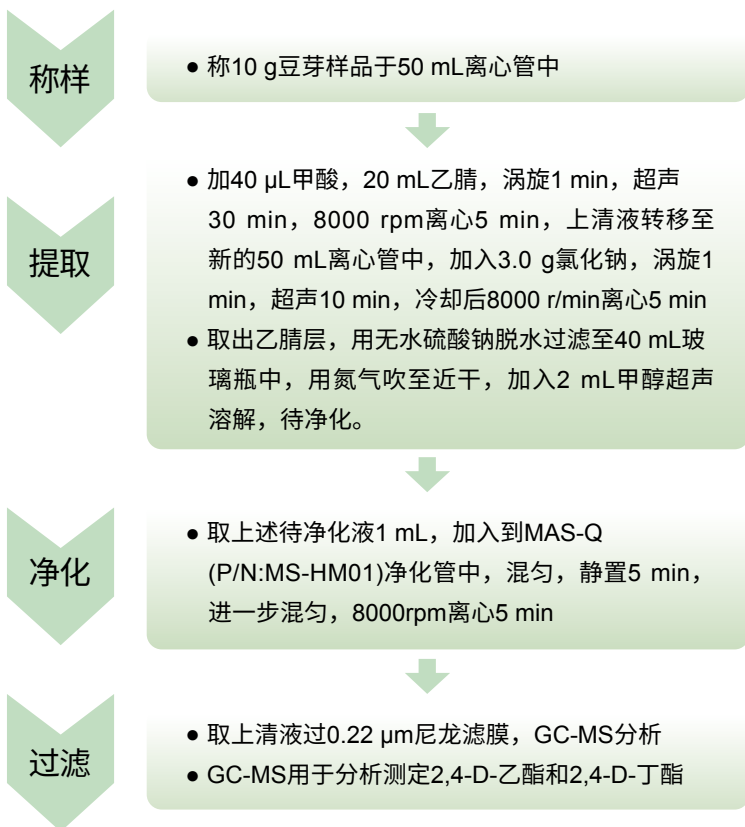 称样
● 称10 g豆芽样品于50 mL离心管中
提取
● 加40 μL甲酸，20 mL乙腈，涡旋1 min，超声
30 min，8000 rpm离心5 min，上清液转移至
新的50 mL离心管中，加入3.0 g氯化钠，涡旋1
min，超声10 min，冷却后8000 r/min离心5 min
● 取出乙腈层，用无水硫酸钠脱水过滤至40 mL玻
璃瓶中，用氮气吹至近干，加入2 mL甲醇超声
溶解，待净化。
净化
● 取上述待净化液1 mL，加入到MAS-Q
(P/N:MS-HM01)净化管中，混匀，静置5 min，
进一步混匀，8000rpm离心5 min
过滤
● 取上清液过0.22 μm尼龙滤膜，GC-MS分析
● GC-MS用于分析测定2,4-D-乙酯和2,4-D-丁酯